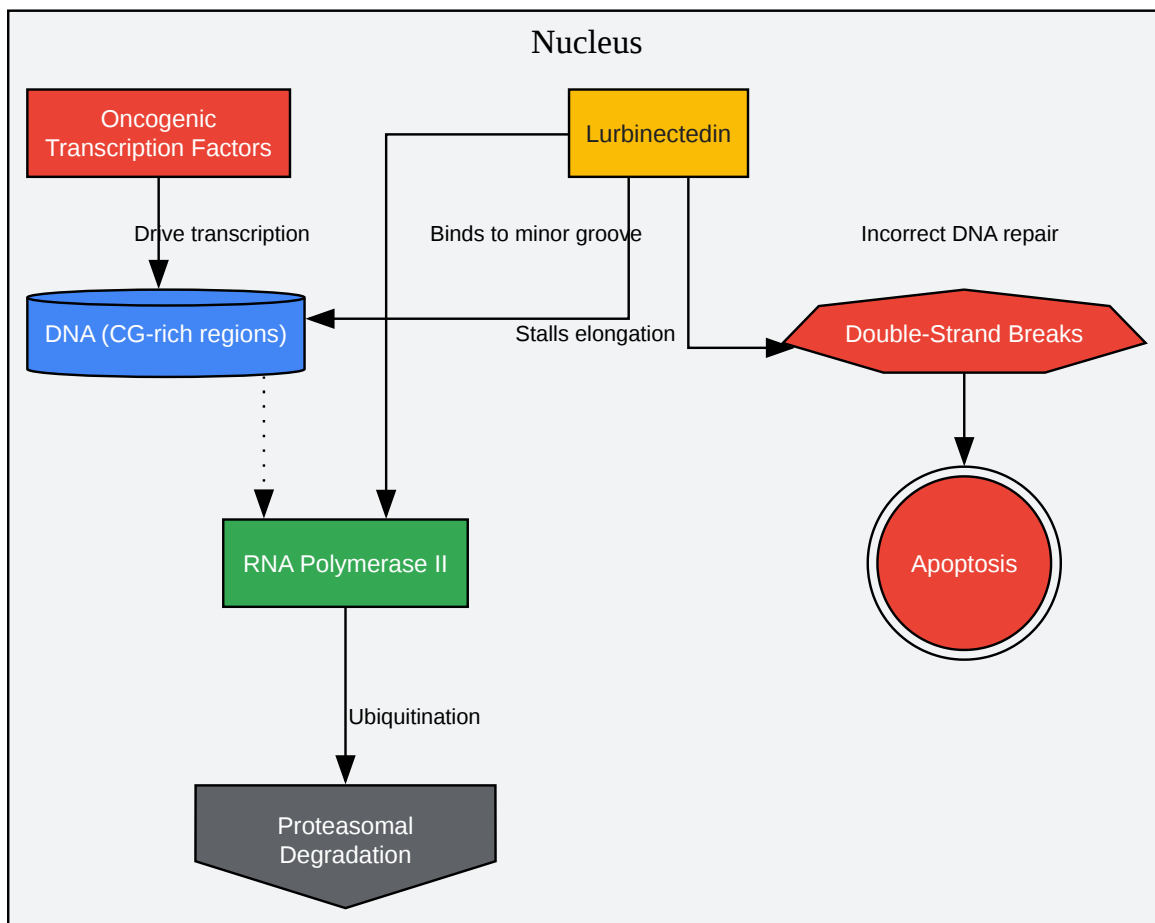 Nucleus
Oncogenic
Transcription Factors
Lurbinectedin
Drive transcription
Binds to minor groove
Incorrect DNA repair
DNA (CG-rich regions)
Stalls elongation
Double-Strand Breaks
RNA Polymerase II
Apoptosis
Ubiquitination
Proteasomal
Degradation